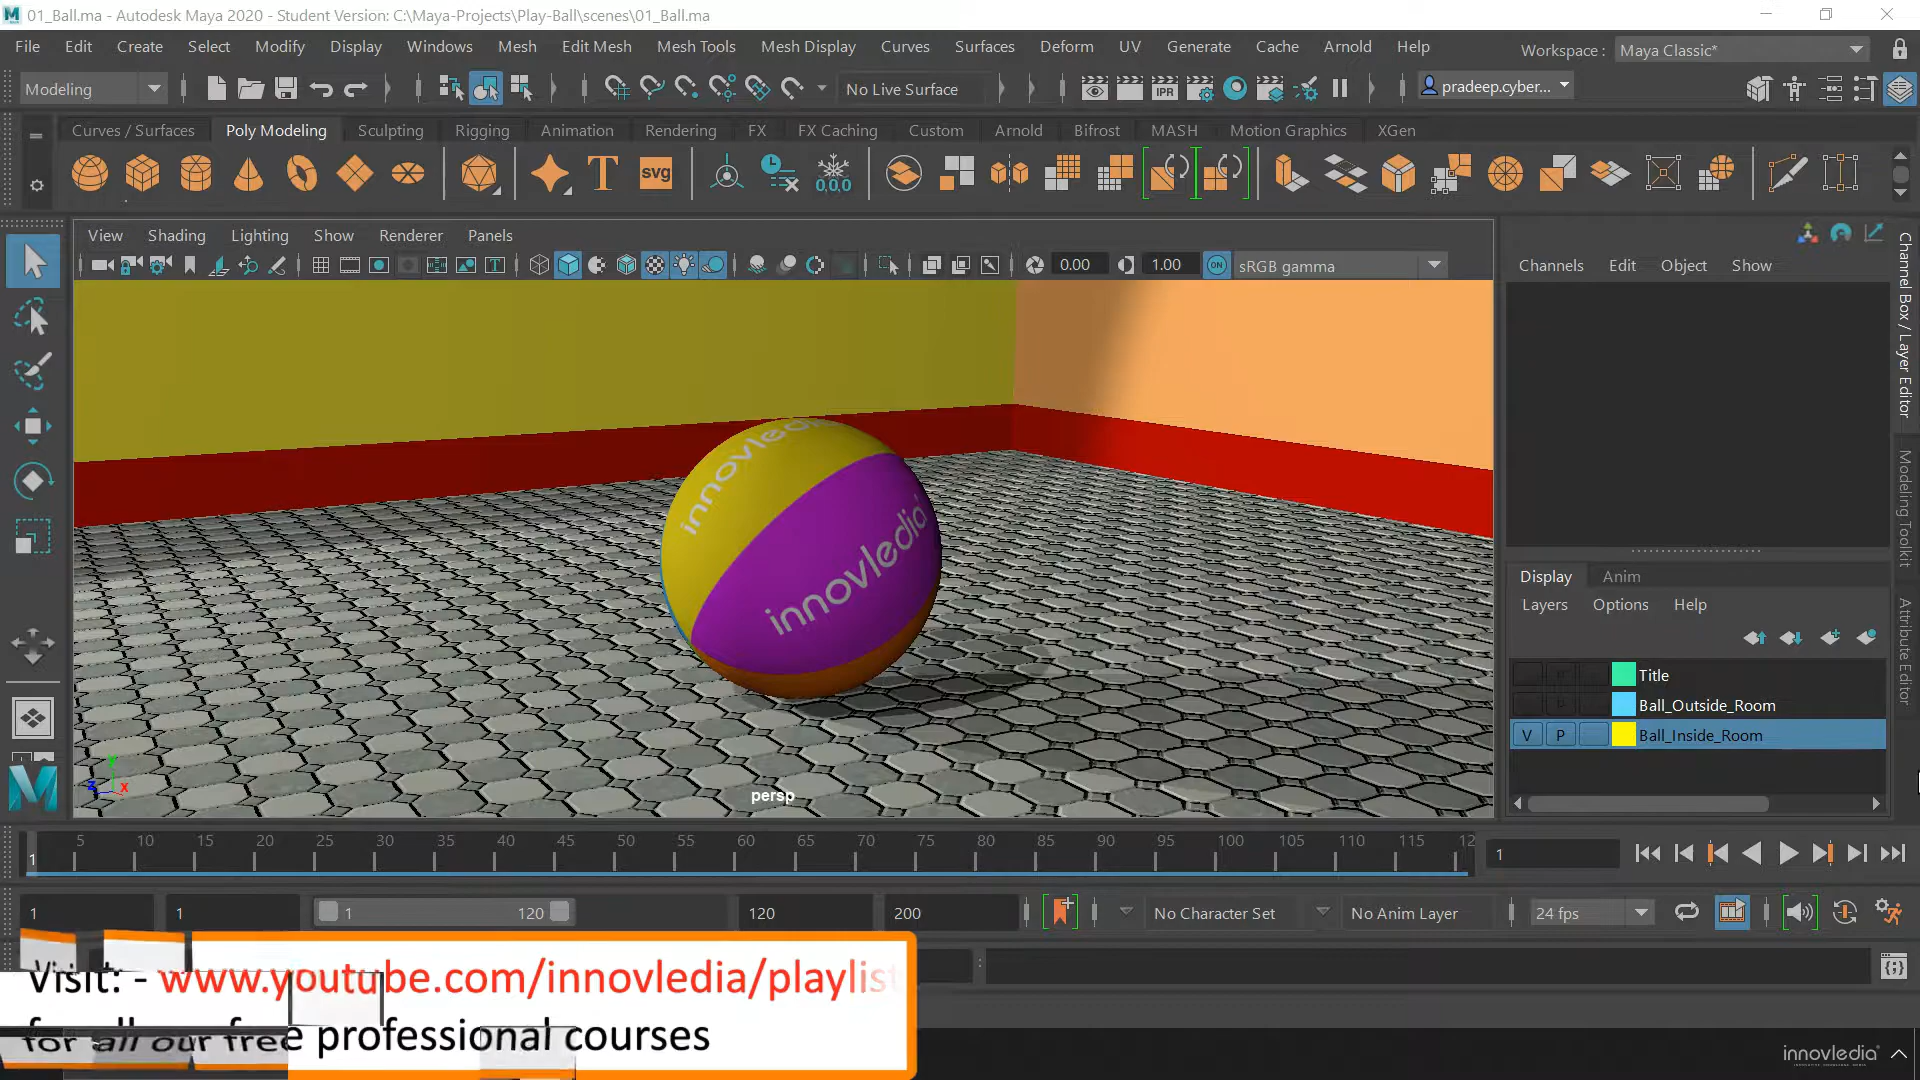 01_Ball.ma - Autodesk Maya 2020 - Student Version: C:\Maya-Projects\Play-Ball\scenes\01_Ball.ma
File Edit Create Select Modify Display Windows Mesh Edit Mesh Mesh Tools Mesh Display Curves Surfaces Deform UV Generate Cache Arnold Help Workspace : Maya Classic*
Modeling No Live Surface IPR pradeep.cyber...
Curves / Surfaces Poly Modeling Sculpting Rigging Animation Rendering FX FX Caching Custom Arnold Bifrost MASH Motion Graphics XGen
T svg 0,0,0
View Shading Lighting Show Renderer Panels
0.00 1.00 ON sRGB gamma
Channels Edit Object Show
Channel Box / Layer Editor
Modeling Toolkit
Attribute Editor
innovledia
innovledia
persp
Y
Z
X
Display Anim
Layers Options Help
Title
Ball_Outside_Room
V P Ball_Inside_Room
5 10 15 20 25 30 35 40 45 50 55 60 65 70 75 80 85 90 95 100 105 110 115 12
1 1
1 1 1 120 120 200 No Character Set No Anim Layer 24 fps
Visit: - www.youtube.com/innovledia/playlist
for all our free professional courses
innovledia